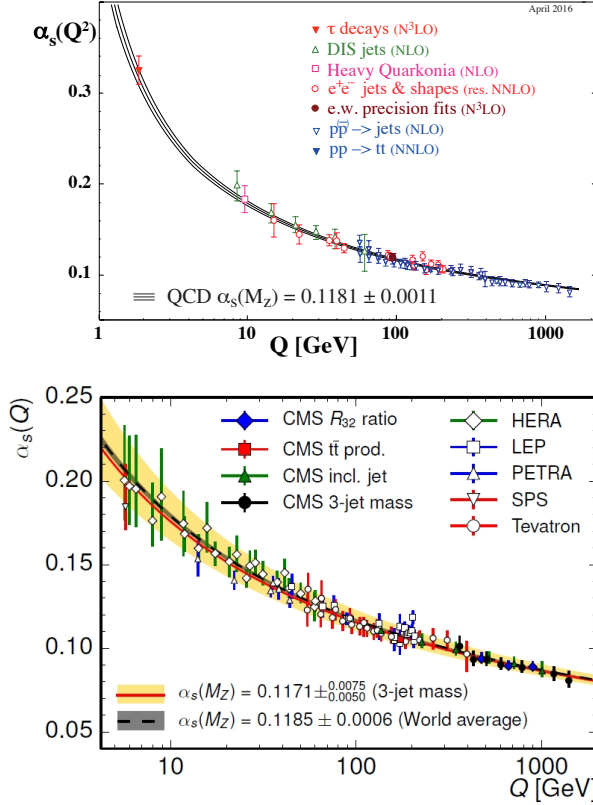 April 2016
αs(Q²)
τ decays (N³LO)
DIS jets (NLO)
Heavy Quarkonia (NLO)
e⁺e⁻ jets & shapes (res. NNLO)
e.w. precision fits (N³LO)
p(p̄) –> jets (NLO)
pp –> tt (NNLO)
0.3
0.2
0.1
QCD αs(Mz) = 0.1181 ± 0.0011
1 10 100 1000
Q [GeV]
αs(Q)
0.25
0.20
0.15
0.10
0.05
CMS R32 ratio
CMS tt̄ prod.
CMS incl. jet
CMS 3-jet mass
HERA
LEP
PETRA
SPS
Tevatron
αs(MZ) = 0.1171 ± 0.0075 0.0050 (3-jet mass)
αs(MZ) = 0.1185 ± 0.0006 (World average)
10 100 1000
Q [GeV]